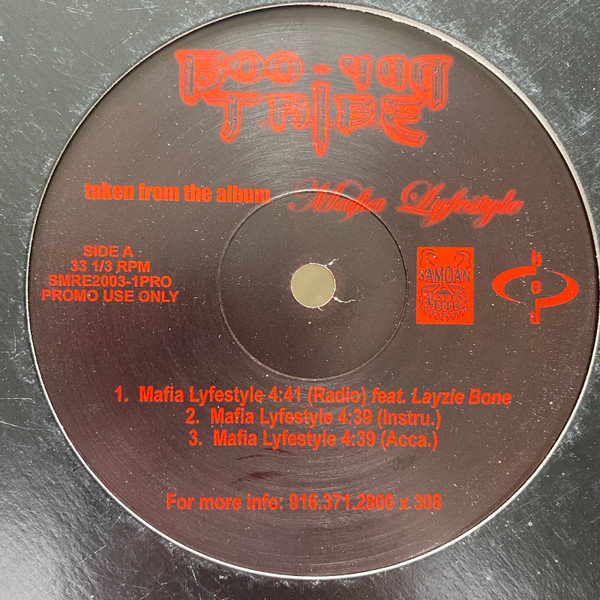 BOO-YAA
TRIBE
taken from the album Mafia Lyfestyle
SIDE A
33 1/3 RPM
SMRE2003-1PRO
PROMO USE ONLY
SAMOAN
1. Mafia Lyfestyle 4:41 (Radio) feat. Layzie Bone
2. Mafia Lyfestyle 4:39 (Instru.)
3. Mafia Lyfestyle 4:39 (Acca.)
For more info: 916.371.2800 x 308